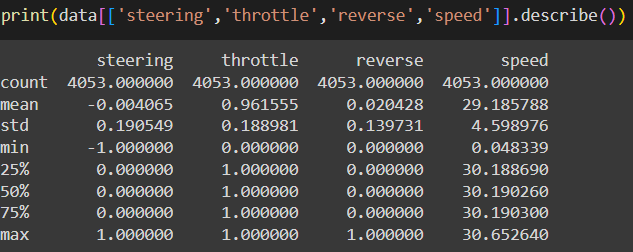 print(data[['steering','throttle','reverse','speed']].describe())
steering throttle reverse speed
count 4053.000000 4053.000000 4053.000000 4053.000000
mean -0.004065 0.961555 0.020428 29.185788
std 0.190549 0.188981 0.139731 4.598976
min -1.000000 0.000000 0.000000 0.048339
25% 0.000000 1.000000 0.000000 30.188690
50% 0.000000 1.000000 0.000000 30.190260
75% 0.000000 1.000000 0.000000 30.190300
max 1.000000 1.000000 1.000000 30.652640